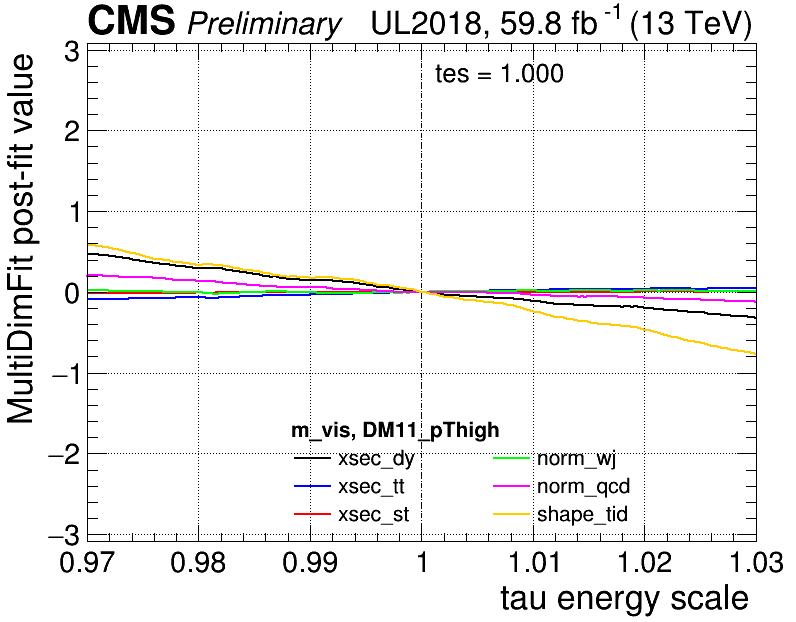 CMS Preliminary UL2018, 59.8 fb⁻¹ (13 TeV)
tes = 1.000
MultiDimFit post-fit value
3
2
1
0
−1
−2
−3
m_vis, DM11_pThigh
xsec_dy norm_wj
xsec_tt norm_qcd
xsec_st shape_tid
0.97 0.98 0.99 1 1.01 1.02 1.03
tau energy scale